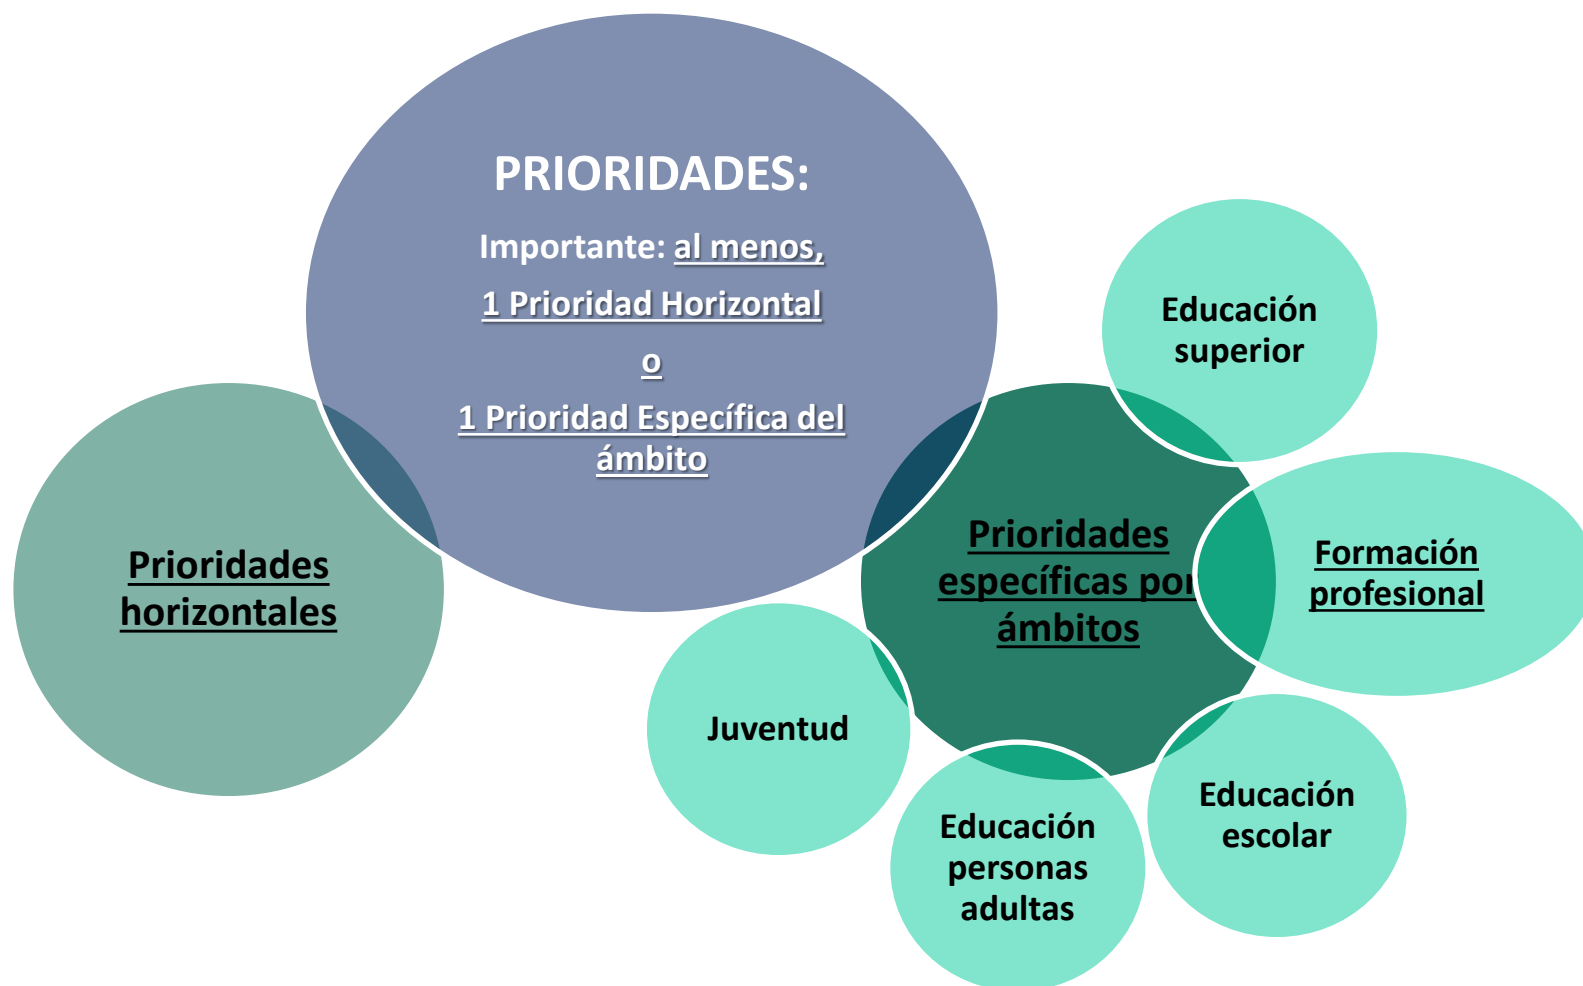 PRIORIDADES:
Importante: al menos,
1 Prioridad Horizontal
o
1 Prioridad Específica del
ámbito
Prioridades
horizontales
Prioridades
específicas por
ámbitos
Educación
superior
Formación
profesional
Educación
escolar
Educación
personas
adultas
Juventud